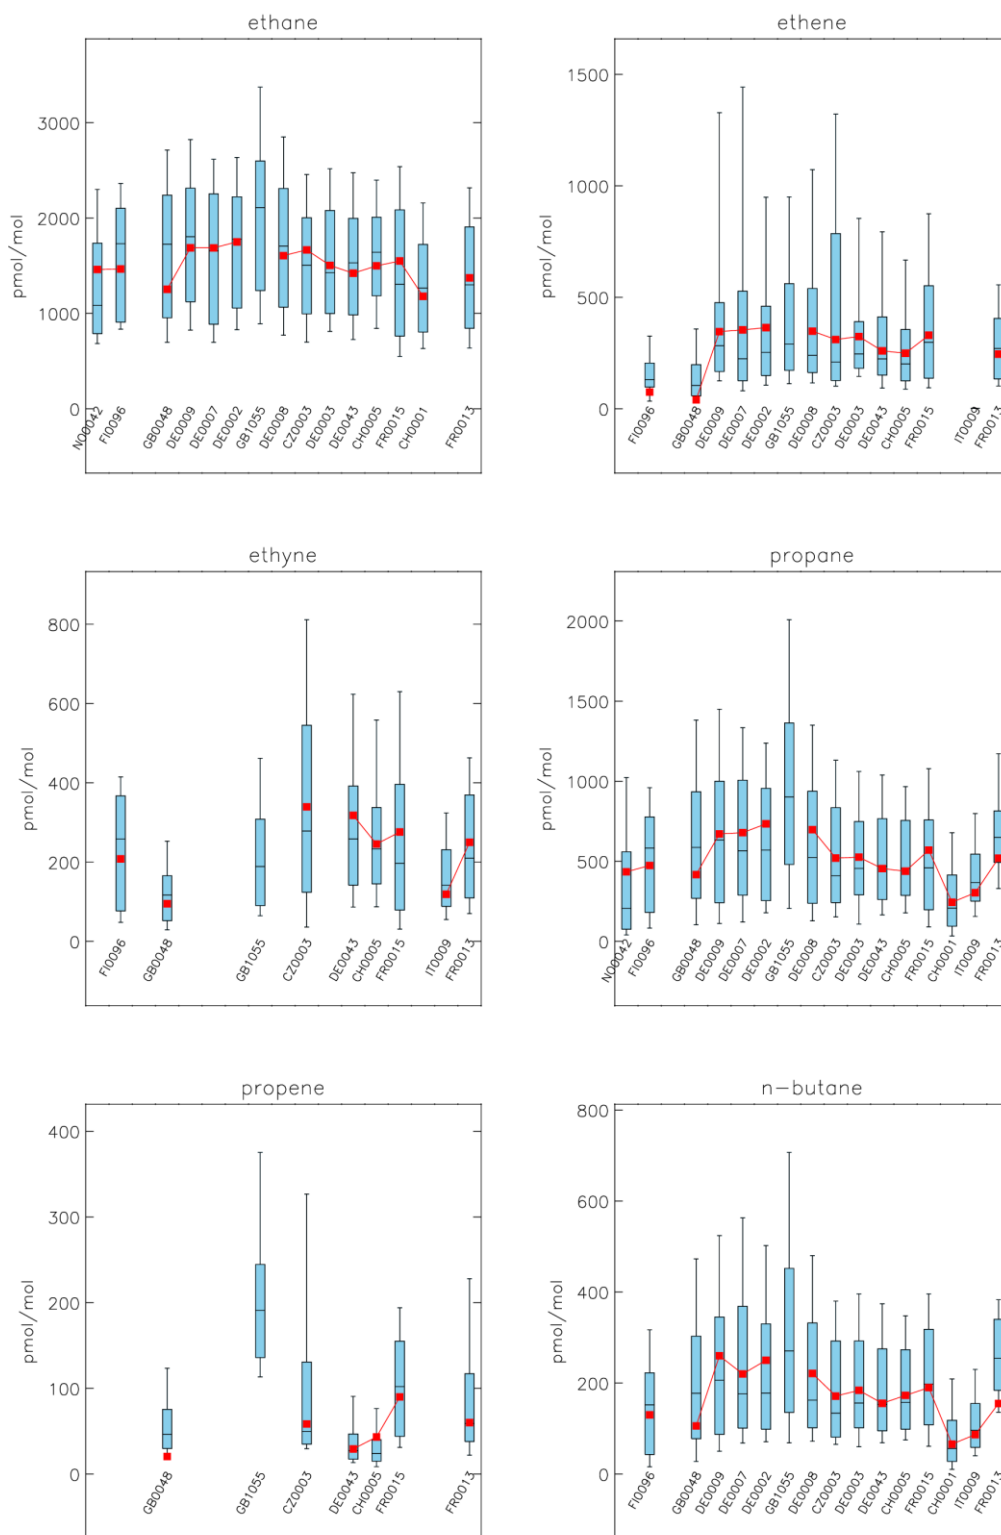 ethane
ethene
3000
2000
1000
0
pmol/mol
NO0042
FI0096
GB0048
DE0009
DE0007
DE0002
GB1055
DE0008
CZ0003
DE0003
DE0043
CH0005
FR0015
CH0001
FR0013
1500
1000
500
0
pmol/mol
FI0096
GB0048
DE0009
DE0007
DE0002
GB1055
DE0008
CZ0003
DE0003
DE0043
CH0005
FR0015
IT0009
FR0013
ethyne
propane
800
600
400
200
0
pmol/mol
FI0096
GB0048
GB1055
CZ0003
DE0043
CH0005
FR0015
IT0009
FR0013
2000
1500
1000
500
0
pmol/mol
NO0042
FI0096
GB0048
DE0009
DE0007
DE0002
GB1055
DE0008
CZ0003
DE0003
DE0043
CH0005
FR0015
CH0001
IT0009
FR0013
propene
n-butane
400
300
200
100
0
pmol/mol
GB0048
GB1055
CZ0003
DE0043
CH0005
FR0015
FR0013
800
600
400
200
0
pmol/mol
FI0096
GB0048
DE0009
DE0007
DE0002
GB1055
DE0008
CZ0003
DE0003
DE0043
CH0005
FR0015
CH0001
IT0009
FR0013